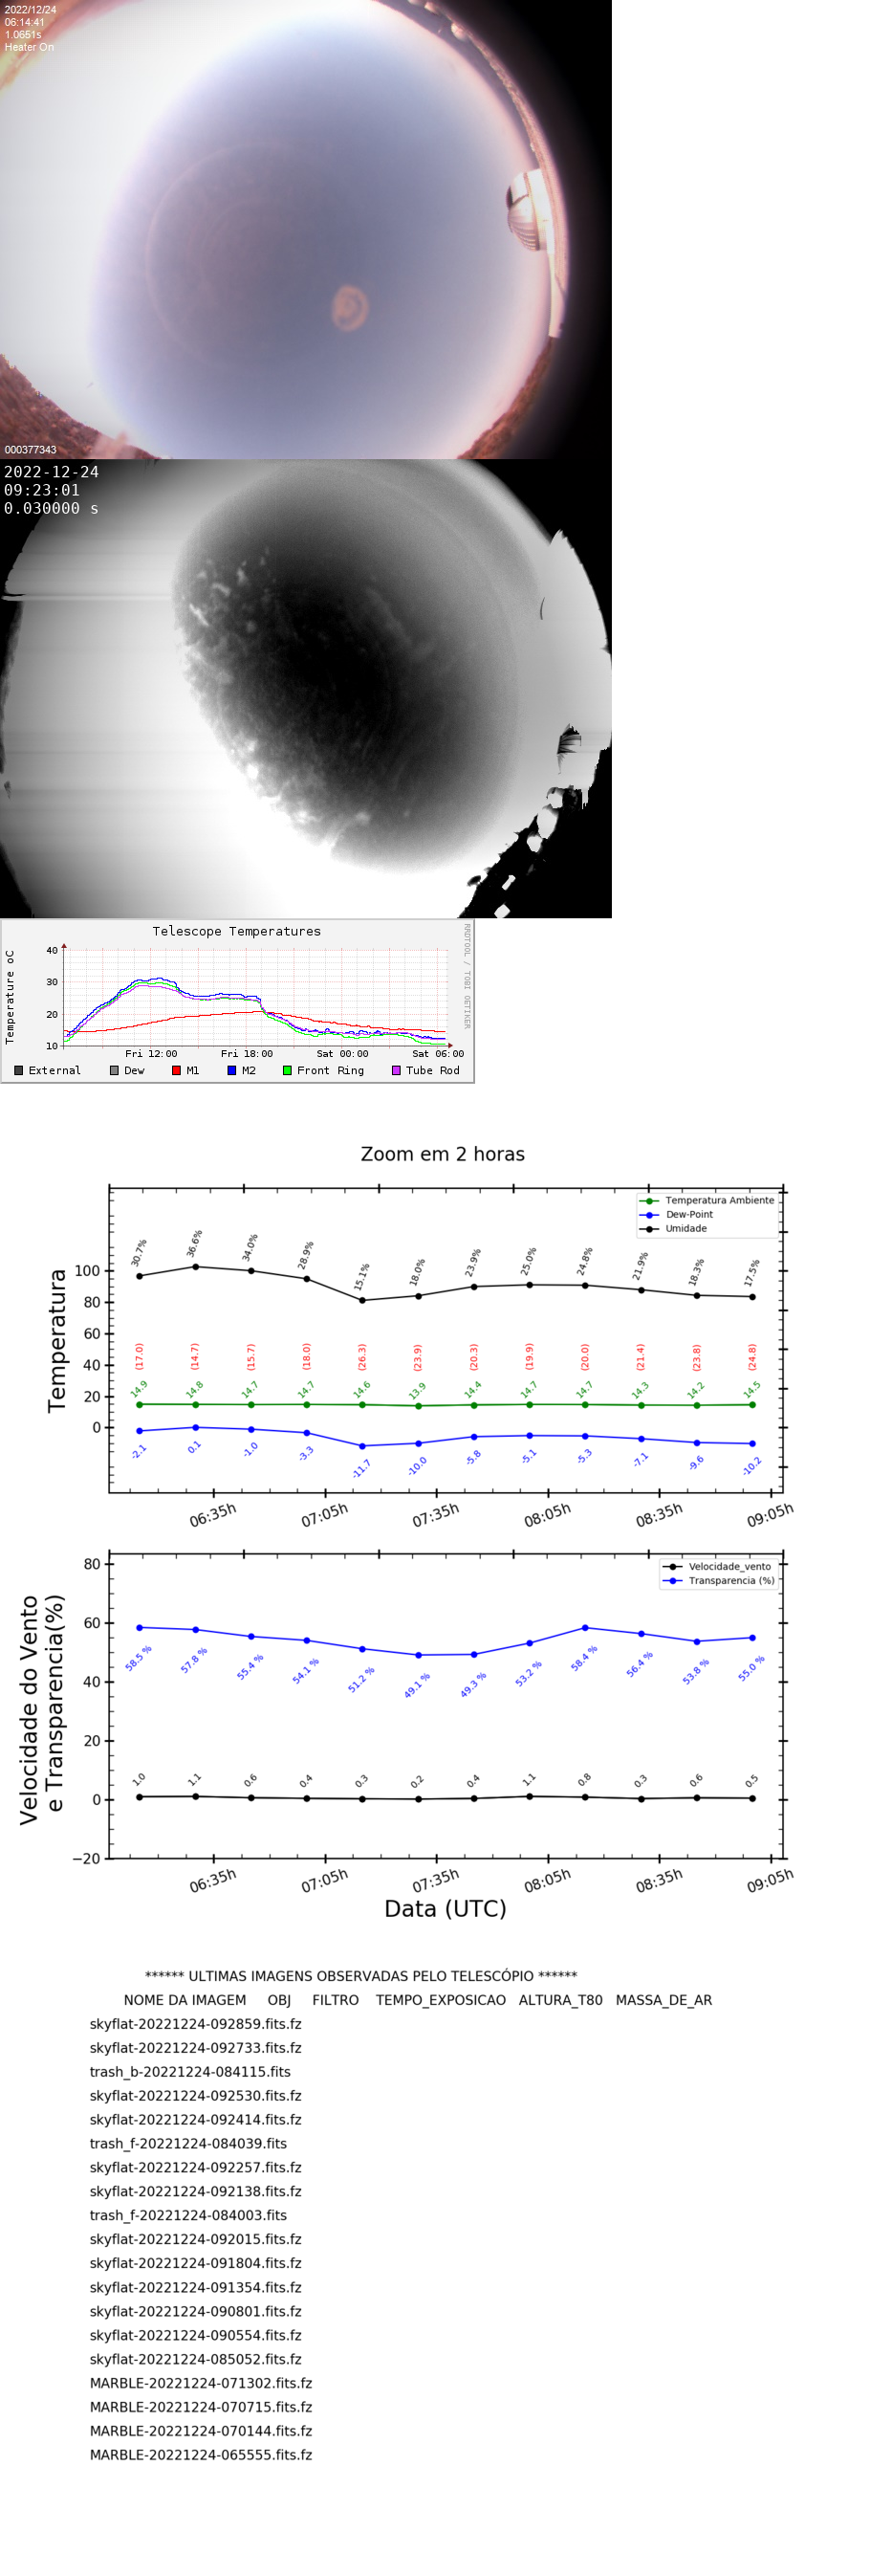 2022/12/24
06:14:41
1.0651s
Heater On
000377343
2022-12-24
09:23:01
0.030000 s
Telescope Temperatures
RRDTOOL / TOBI OETIKER
Temperature oC
40
30
20
10
Fri 12:00 Fri 18:00 Sat 00:00 Sat 06:00
External Dew M1 M2 Front Ring Tube Rod
Zoom em 2 horas
Temperatura Ambiente
Dew-Point
Umidade
Temperatura
100
80
60
40
20
0
30.7% 36.6% 34.0% 28.9% 15.1% 18.0% 23.9% 25.0% 24.8% 21.9% 18.3% 17.5%
(17.0) (14.7) (15.7) (18.0) (26.3) (23.9) (20.3) (19.9) (20.0) (21.4) (23.8) (24.8)
14.9 14.8 14.7 14.7 14.6 13.9 14.4 14.7 14.7 14.3 14.2 14.5
-2.1 0.1 -1.0 -3.3 -11.7 -10.0 -5.8 -5.1 -5.3 -7.1 -9.6 -10.2
06:35h 07:05h 07:35h 08:05h 08:35h 09:05h
Velocidade_vento
Transparencia (%)
Velocidade do Vento
e Transparencia(%)
80
60
40
20
0
−20
58.5 % 57.8 % 55.4 % 54.1 % 51.2 % 49.1 % 49.3 % 53.2 % 58.4 % 56.4 % 53.8 % 55.0 %
1.0 1.1 0.6 0.4 0.3 0.2 0.4 1.1 0.8 0.3 0.6 0.5
06:35h 07:05h 07:35h 08:05h 08:35h 09:05h
Data (UTC)
****** ULTIMAS IMAGENS OBSERVADAS PELO TELESCÓPIO ******
NOME DA IMAGEM OBJ FILTRO TEMPO_EXPOSICAO ALTURA_T80 MASSA_DE_AR
skyflat-20221224-092859.fits.fz
skyflat-20221224-092733.fits.fz
trash_b-20221224-084115.fits
skyflat-20221224-092530.fits.fz
skyflat-20221224-092414.fits.fz
trash_f-20221224-084039.fits
skyflat-20221224-092257.fits.fz
skyflat-20221224-092138.fits.fz
trash_f-20221224-084003.fits
skyflat-20221224-092015.fits.fz
skyflat-20221224-091804.fits.fz
skyflat-20221224-091354.fits.fz
skyflat-20221224-090801.fits.fz
skyflat-20221224-090554.fits.fz
skyflat-20221224-085052.fits.fz
MARBLE-20221224-071302.fits.fz
MARBLE-20221224-070715.fits.fz
MARBLE-20221224-070144.fits.fz
MARBLE-20221224-065555.fits.fz